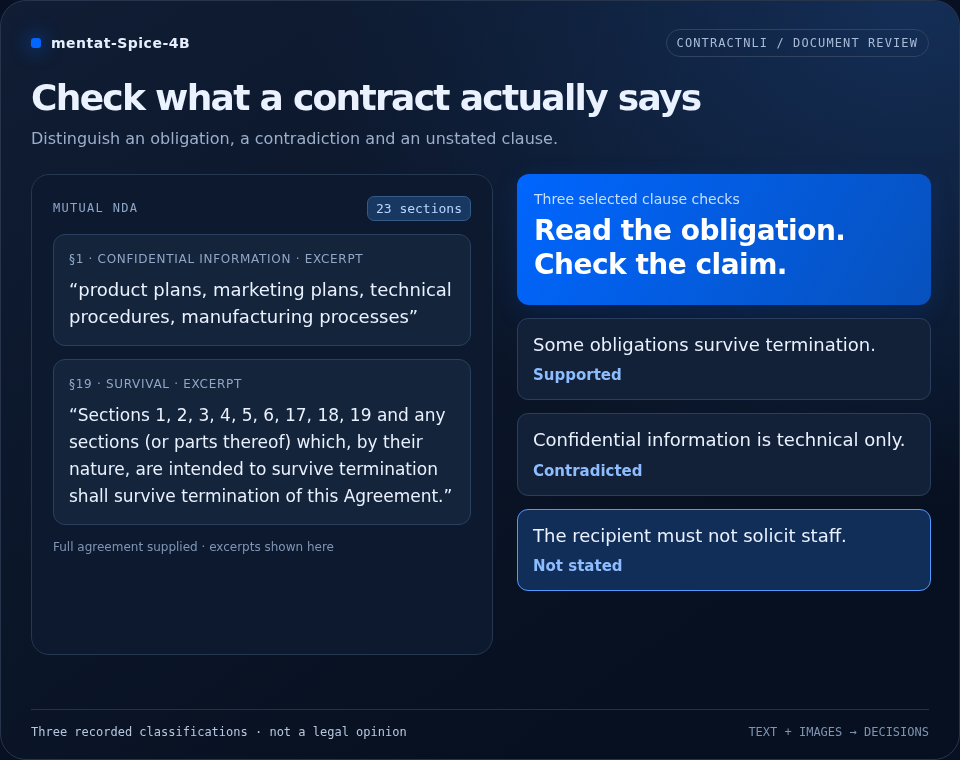 mentat-Spice-4B
CONTRACTNLI / DOCUMENT REVIEW
Check what a contract actually says
Distinguish an obligation, a contradiction and an unstated clause.
MUTUAL NDA
23 sections
§1 · CONFIDENTIAL INFORMATION · EXCERPT
“product plans, marketing plans, technical
procedures, manufacturing processes”
§19 · SURVIVAL · EXCERPT
“Sections 1, 2, 3, 4, 5, 6, 17, 18, 19 and any
sections (or parts thereof) which, by their
nature, are intended to survive termination
shall survive termination of this Agreement.”
Full agreement supplied · excerpts shown here
Three selected clause checks
Read the obligation.
Check the claim.
Some obligations survive termination.
Supported
Confidential information is technical only.
Contradicted
The recipient must not solicit staff.
Not stated
Three recorded classifications · not a legal opinion
TEXT + IMAGES → DECISIONS